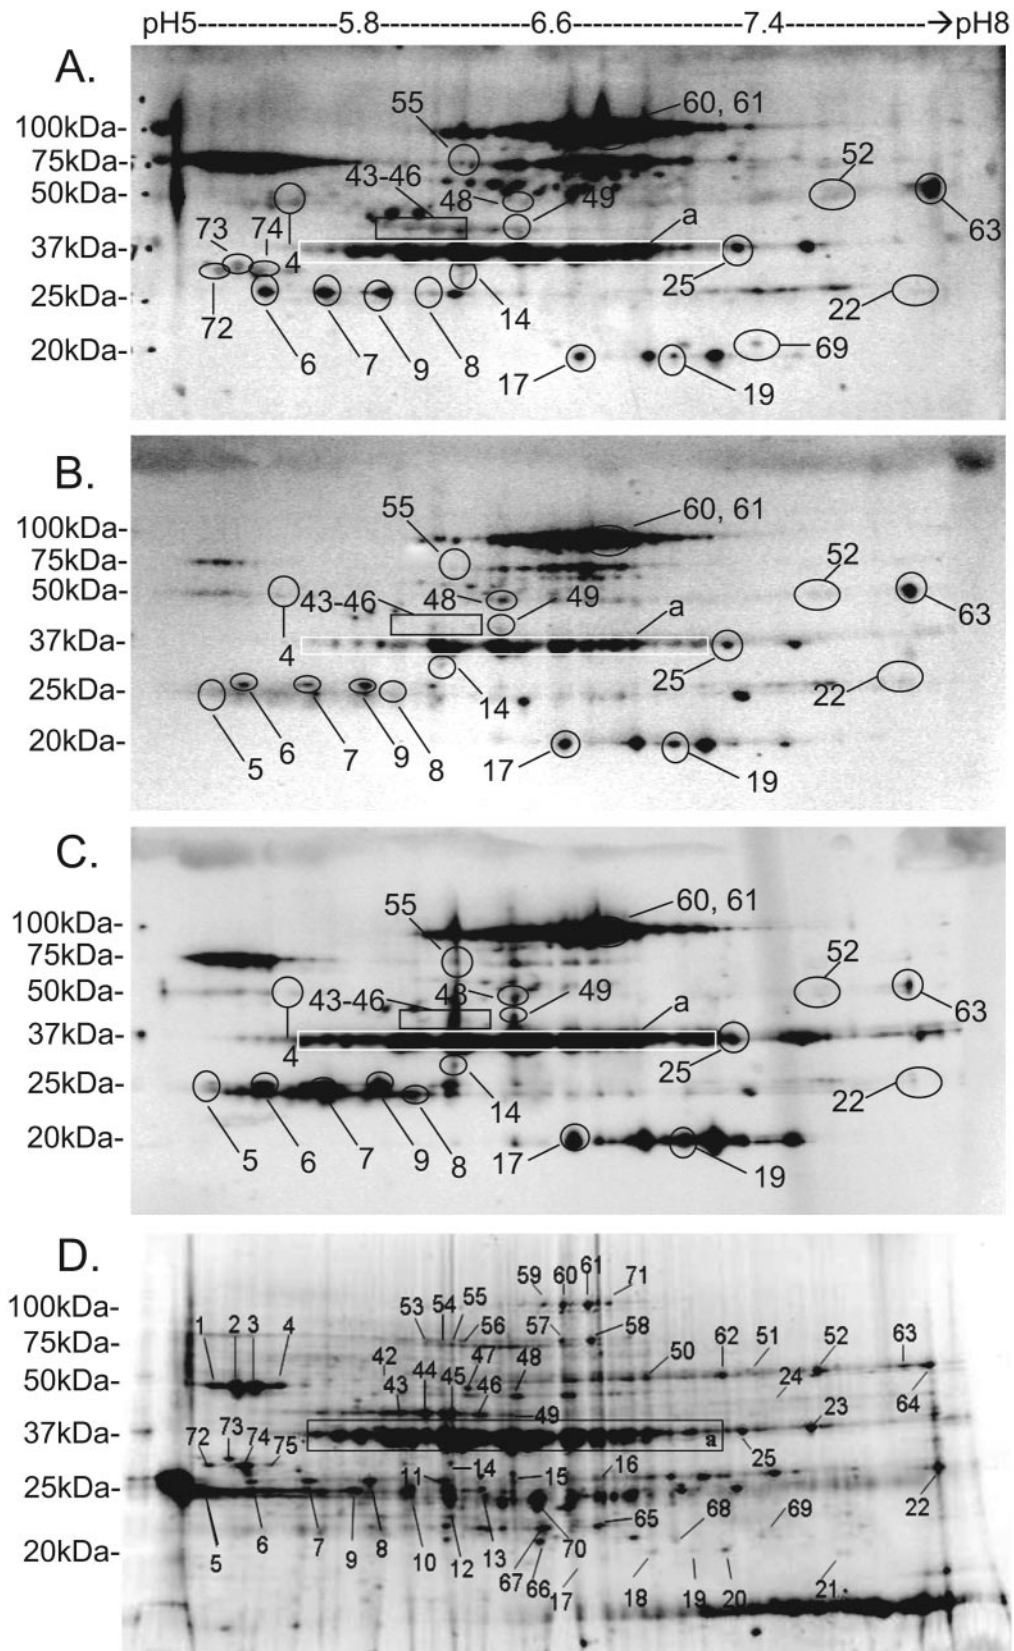 pH5------------5.8-------------6.6-------------7.4-------------→pH8
A.
55
60, 61
100kDa-
75kDa-
52
43-46
50kDa-
48
49
a
63
73
74
37kDa-
4
25
25kDa-
14
22
72
20kDa-
6
7
9
8
17
19
69
B.
55
60, 61
100kDa-
75kDa-
52
50kDa-
43-46
48
49
a
63
37kDa-
4
25
25kDa-
14
22
20kDa-
5
6
7
9
8
17
19
C.
55
60, 61
100kDa-
75kDa-
52
50kDa-
43-46
48
49
a
63
37kDa-
4
25
25kDa-
14
22
20kDa-
5
6
7
9
8
17
19
D.
59 60 61 71
100kDa-
53 54 55 56 57 58
75kDa-
1 2 3 4
42 47 48 50 62 51 52 63
50kDa-
43 44 45 46 24 64
49 23
37kDa-
72 73 74 75 a 25
14 16
11 15
25kDa-
22
65 68 69
5 6 7 9 8 10 12 13 70
20kDa-
67 66 17 18 19 20 21